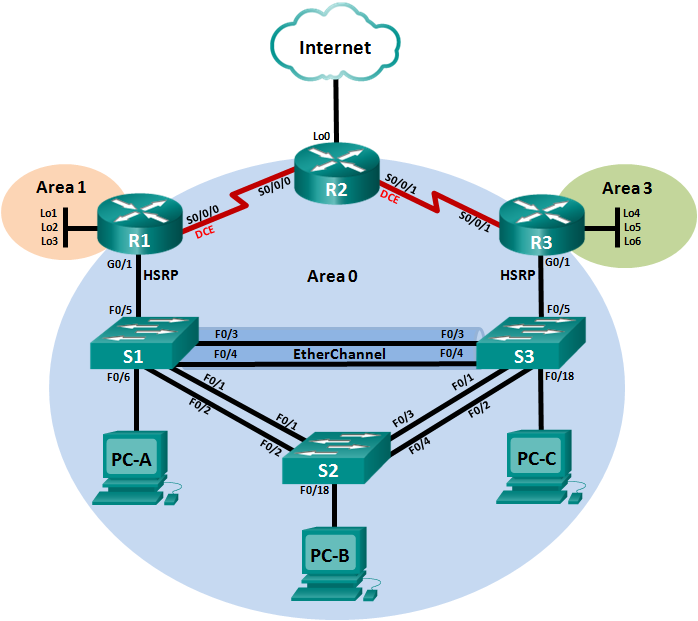 Internet
Lo0
R2
S0/0/0
S0/0/1
DCE
Area 1
Lo1
Lo2
Lo3
R1
S0/0/0
DCE
G0/1
HSRP
Area 3
Lo4
Lo5
Lo6
R3
S0/0/1
G0/1
HSRP
Area 0
F0/5
F0/5
S1
F0/3
F0/3
F0/4
EtherChannel
F0/4
S3
F0/6
F0/1
F0/2
F0/1
F0/2
F0/18
F0/1
F0/2
F0/3
F0/4
S2
F0/18
PC-A
PC-C
PC-B